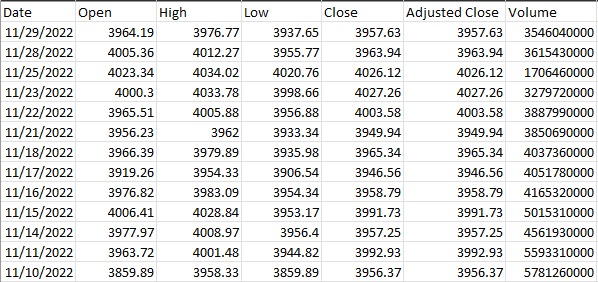 Date Open High Low Close Adjusted Close Volume
11/29/2022 3964.19 3976.77 3937.65 3957.63 3957.63 3546040000
11/28/2022 4005.36 4012.27 3955.77 3963.94 3963.94 3615430000
11/25/2022 4023.34 4034.02 4020.76 4026.12 4026.12 1706460000
11/23/2022 4000.3 4033.78 3998.66 4027.26 4027.26 3279720000
11/22/2022 3965.51 4005.88 3956.88 4003.58 4003.58 3887990000
11/21/2022 3956.23 3962 3933.34 3949.94 3949.94 3850690000
11/18/2022 3966.39 3979.89 3935.98 3965.34 3965.34 4037360000
11/17/2022 3919.26 3954.33 3906.54 3946.56 3946.56 4051780000
11/16/2022 3976.82 3983.09 3954.34 3958.79 3958.79 4165320000
11/15/2022 4006.41 4028.84 3953.17 3991.73 3991.73 5015310000
11/14/2022 3977.97 4008.97 3956.4 3957.25 3957.25 4561930000
11/11/2022 3963.72 4001.48 3944.82 3992.93 3992.93 5593310000
11/10/2022 3859.89 3958.33 3859.89 3956.37 3956.37 5781260000